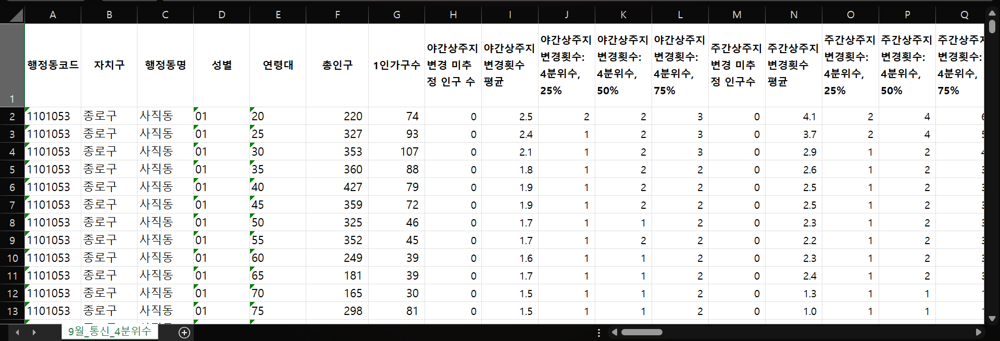 A B C D E F G H I J K L M N O P Q
1 행정동코드 자치구 행정동명 성별 연령대 총인구 1인가구수 야간상주지 변경 미추정 인구 수 야간상주지 변경횟수 평균 야간상주지 변경횟수: 4분위수, 25% 야간상주지 변경횟수: 4분위수, 50% 야간상주지 변경횟수: 4분위수, 75% 주간상주지 변경 미추정 인구수 주간상주지 변경횟수 평균 주간상주지 변경횟수: 4분위수, 25% 주간상주지 변경횟수: 4분위수, 50% 주간상주지 변경횟수: 4분위수, 75%
2 1101053 종로구 사직동 01 20 220 74 0 2.5 2 2 3 0 4.1 2 4
3 1101053 종로구 사직동 01 25 327 93 0 2.4 1 2 3 0 3.7 2 4
4 1101053 종로구 사직동 01 30 353 107 0 2.1 1 2 3 0 2.9 1 2
5 1101053 종로구 사직동 01 35 360 88 0 1.8 1 2 2 0 2.6 1 2
6 1101053 종로구 사직동 01 40 427 79 0 1.9 1 2 2 0 2.5 1 2
7 1101053 종로구 사직동 01 45 359 72 0 1.9 1 2 2 0 2.5 1 2
8 1101053 종로구 사직동 01 50 325 46 0 1.7 1 1 2 0 2.3 1 2
9 1101053 종로구 사직동 01 55 352 45 0 1.7 1 2 2 0 2.2 1 2
10 1101053 종로구 사직동 01 60 249 39 0 1.6 1 1 2 0 2.3 1 2
11 1101053 종로구 사직동 01 65 181 39 0 1.7 1 1 2 0 2.4 1 2
12 1101053 종로구 사직동 01 70 165 30 0 1.5 1 1 2 0 1.3 1 1
13 1101053 종로구 사직동 01 75 298 81 0 1.5 1 1 2 0 1.0 1 1
9월_통신_4분위수